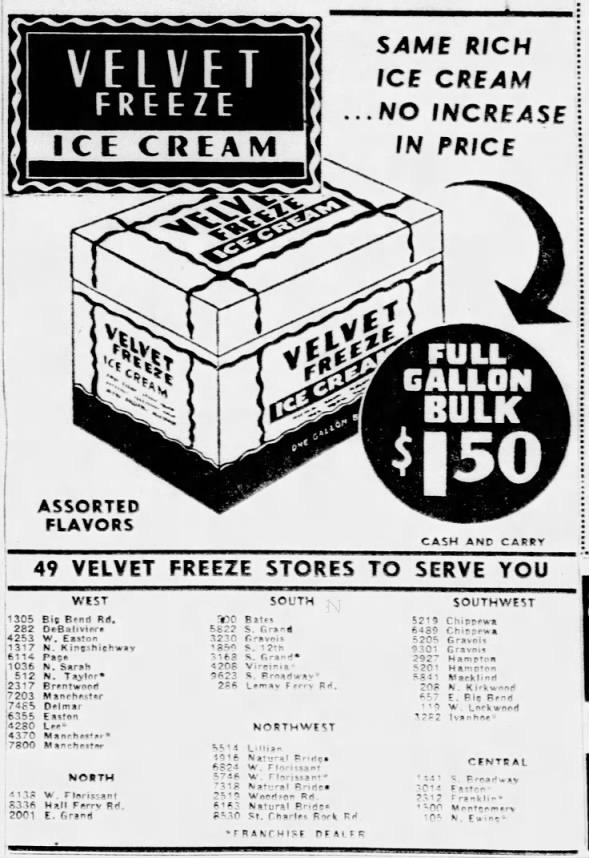 VELVET
FREEZE
ICE CREAM
SAME RICH
ICE CREAM
...NO INCREASE
IN PRICE
VELVET
FREEZE
ICE CREAM
VELVET
FREEZE
ICE CREAM
VELVET
FREEZE
ICE CREAM
ONE GALLON
FULL
GALLON
BULK
$1.50
ASSORTED
FLAVORS
CASH AND CARRY
49 VELVET FREEZE STORES TO SERVE YOU
WEST
1305 Big Bend Rd.
282 DeBaliviere
4253 W. Easton
1317 N. Kingshighway
6114 Page
1036 N. Sarah
512 N. Taylor*
2317 Brentwood
7203 Manchester
7485 Delmar
6355 Easton
4280 Lee*
4370 Manchester*
7800 Manchester
NORTH
4138 W. Florissant
8336 Hall Ferry Rd.
2001 E. Grand
SOUTH
Bates
5822 S. Grand
3230 Gravois
1859 S. 12th
3168 S. Grand*
4208 Virginia*
9623 S. Broadway*
286 Lemay Ferry Rd.
NORTHWEST
5514 Lillian
4916 Natural Bridge
6824 W. Florissant
5746 W. Florissant*
7318 Natural Bridge
2519 Woodson Rd.
6163 Natural Bridge
8530 St. Charles Rock Rd.
*FRANCHISE DEALER
SOUTHWEST
5219 Chippewa
6489 Chippewa
5205 Gravois
9301 Gravois
2927 Hampton
5201 Hampton
5841 Macklind
208 N. Kirkwood
657 E. Big Bend
119 W. Lockwood
3282 Ivanhoe*
CENTRAL
1441 S. Broadway
3014 Easton*
2312 Franklin*
1500 Montgomery
105 N. Ewing*